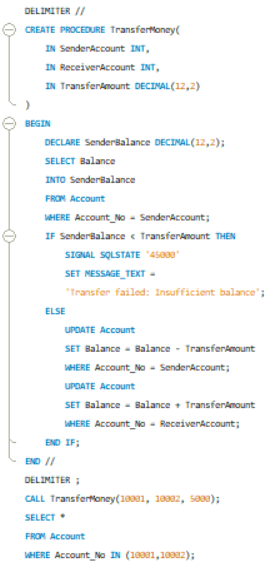 DELIMITER //
CREATE PROCEDURE TransferMoney(
IN SenderAccount INT,
IN ReceiverAccount INT,
IN TransferAmount DECIMAL(12,2)
)
BEGIN
DECLARE SenderBalance DECIMAL(12,2);
SELECT Balance
INTO SenderBalance
FROM Account
WHERE Account_No = SenderAccount;
IF SenderBalance < TransferAmount THEN
SIGNAL SQLSTATE '45000'
SET MESSAGE_TEXT =
'Transfer failed: Insufficient balance';
ELSE
UPDATE Account
SET Balance = Balance - TransferAmount
WHERE Account_No = SenderAccount;
UPDATE Account
SET Balance = Balance + TransferAmount
WHERE Account_No = ReceiverAccount;
END IF;
END //
DELIMITER ;
CALL TransferMoney(10001, 10002, 5000);
SELECT *
FROM Account
WHERE Account_No IN (10001,10002);